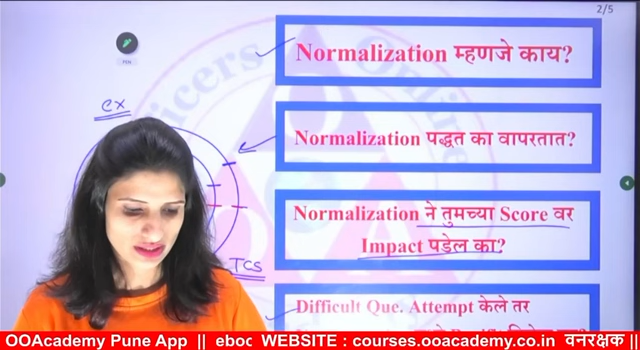 2/5
Normalization म्हणजे काय?
PEN
ex
Normalization पद्धत का वापरतात?
Normalization ने तुमच्या Score वर
Impact पडेल का?
TCS
Difficult Que. Attempt केले तर
OOAcademy Pune App || eboc WEBSITE : courses.ooacademy.co.in वनरक्षक ||